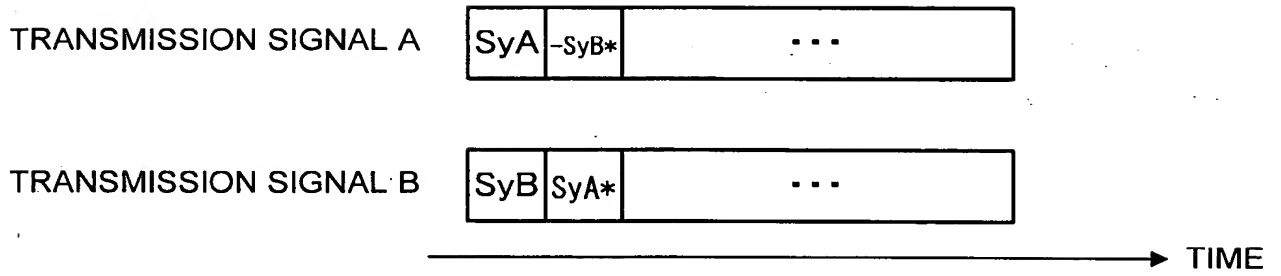 TRANSMISSION SIGNAL A SyA -SyB* ...
TRANSMISSION SIGNAL B SyB SyA* ...
TIME